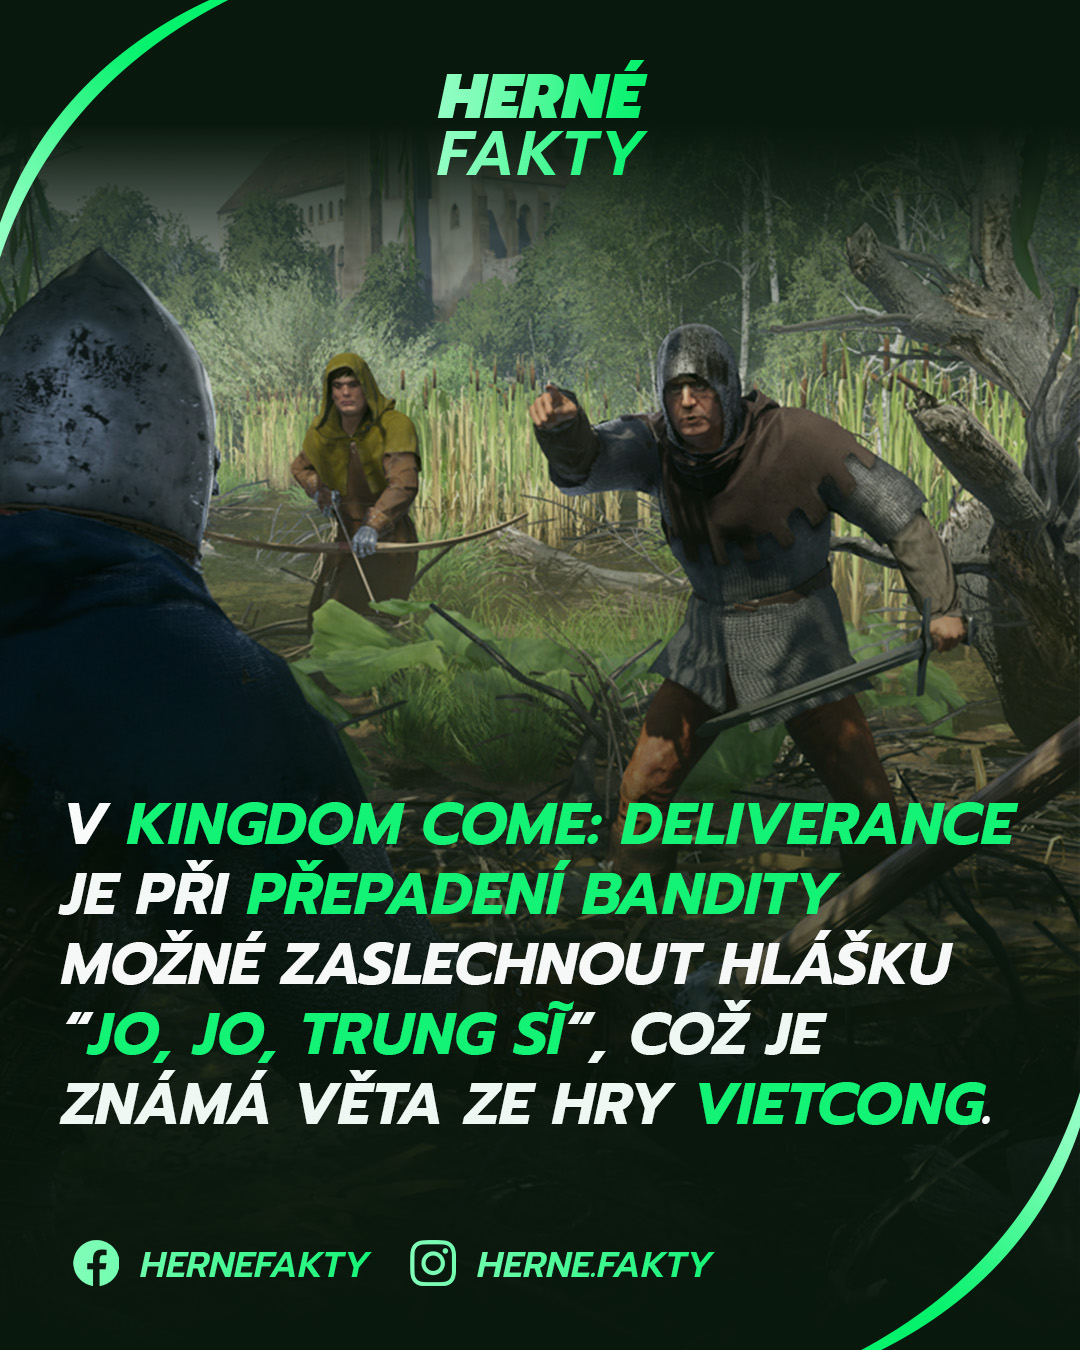 HERNÉ
FAKTY
V KINGDOM COME: DELIVERANCE
JE PŘI PŘEPADENÍ BANDITY
MOŽNÉ ZASLECHNOUT HLÁŠKU
“JO, JO, TRUNG SĨ“, COŽ JE
ZNÁMÁ VĚTA ZE HRY VIETCONG.
HERNEFAKTY HERNE.FAKTY